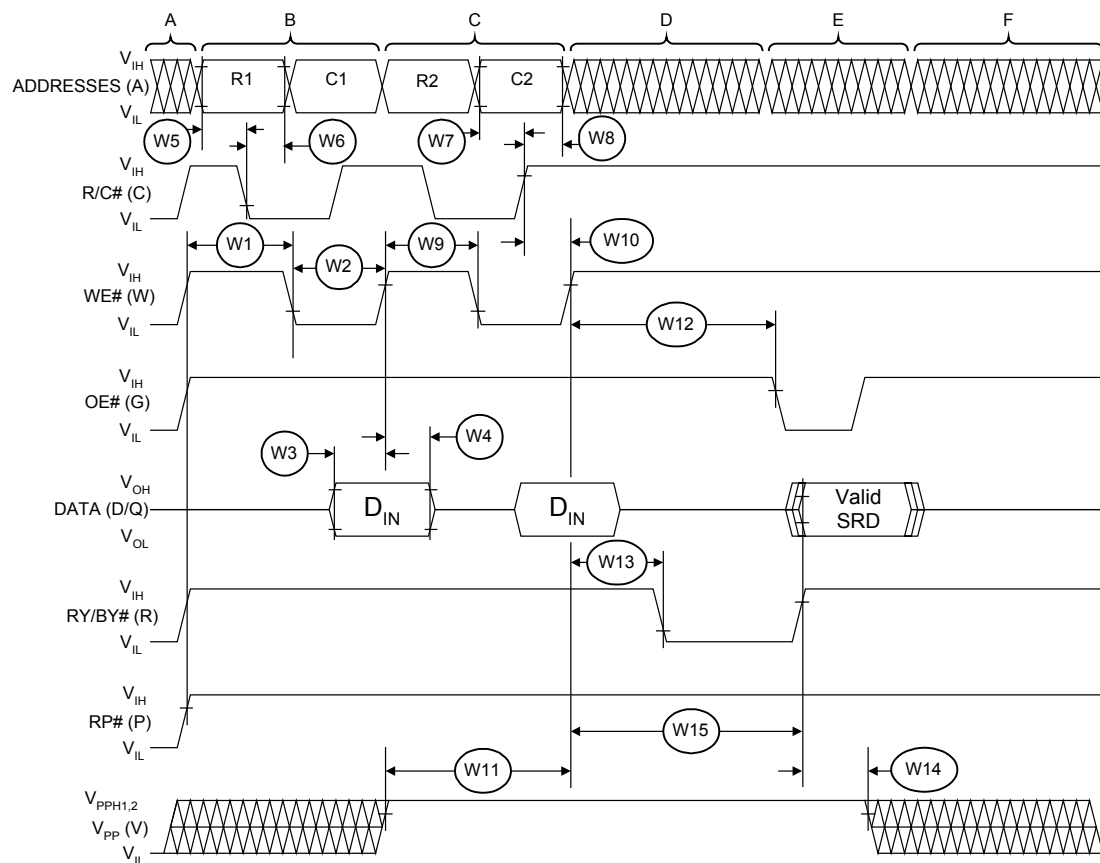 A B C D E F
V_IH
ADDRESSES (A) R1 C1 R2 C2
V_IL
W5 W6 W7 W8
V_IH
R/C# (C)
V_IL
W1 W2 W9 W10
V_IH
WE# (W)
V_IL
W12
V_IH
OE# (G)
V_IL
W3 W4
V_OH
DATA (D/Q) D_IN D_IN Valid
SRD
V_OL
W13
V_IH
RY/BY# (R)
V_IL
V_IH
RP# (P)
W15
V_IL
W11 W14
V_PPH1,2
V_PP (V)
V_IL